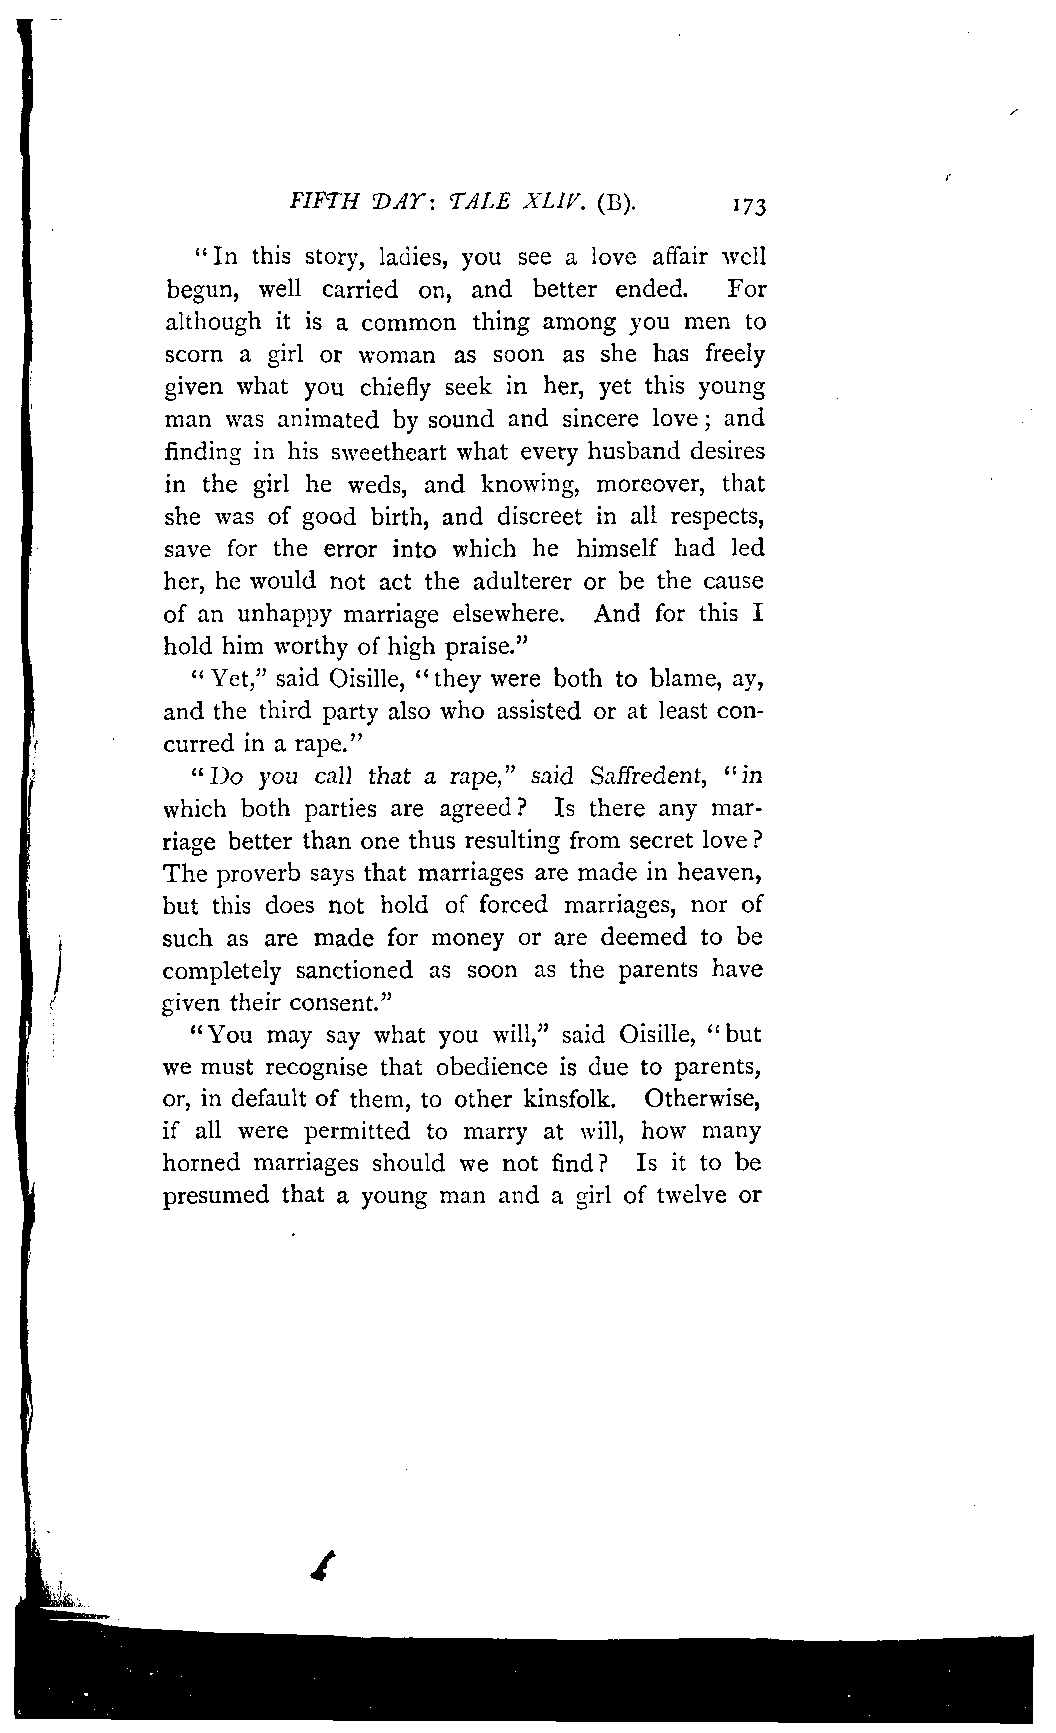 FIFTH DAY: TALE XLIV. (B). 173
“In this story, ladies, you see a love affair well
begun, well carried on, and better ended. For
although it is a common thing among you men to
scorn a girl or woman as soon as she has freely
given what you chiefly seek in her, yet this young
man was animated by sound and sincere love; and
finding in his sweetheart what every husband desires
in the girl he weds, and knowing, moreover, that
she was of good birth, and discreet in all respects,
save for the error into which he himself had led
her, he would not act the adulterer or be the cause
of an unhappy marriage elsewhere. And for this I
hold him worthy of high praise.”
“Yet,” said Oisille, “they were both to blame, ay,
and the third party also who assisted or at least con-
curred in a rape.”
“Do you call that a rape,” said Saffredent, “in
which both parties are agreed? Is there any mar-
riage better than one thus resulting from secret love?
The proverb says that marriages are made in heaven,
but this does not hold of forced marriages, nor of
such as are made for money or are deemed to be
completely sanctioned as soon as the parents have
given their consent.”
“You may say what you will,” said Oisille, “but
we must recognise that obedience is due to parents,
or, in default of them, to other kinsfolk. Otherwise,
if all were permitted to marry at will, how many
horned marriages should we not find? Is it to be
presumed that a young man and a girl of twelve or